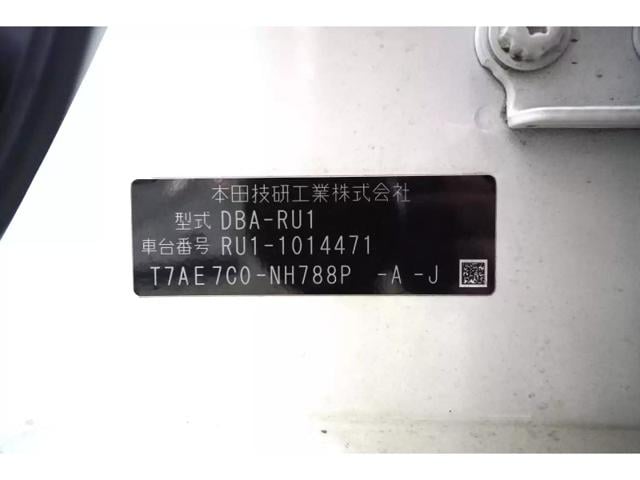 本田技研工業株式会社
型式 DBA-RU1
車台番号 RU1-1014471
T7AE7C0-NH788P -A -J